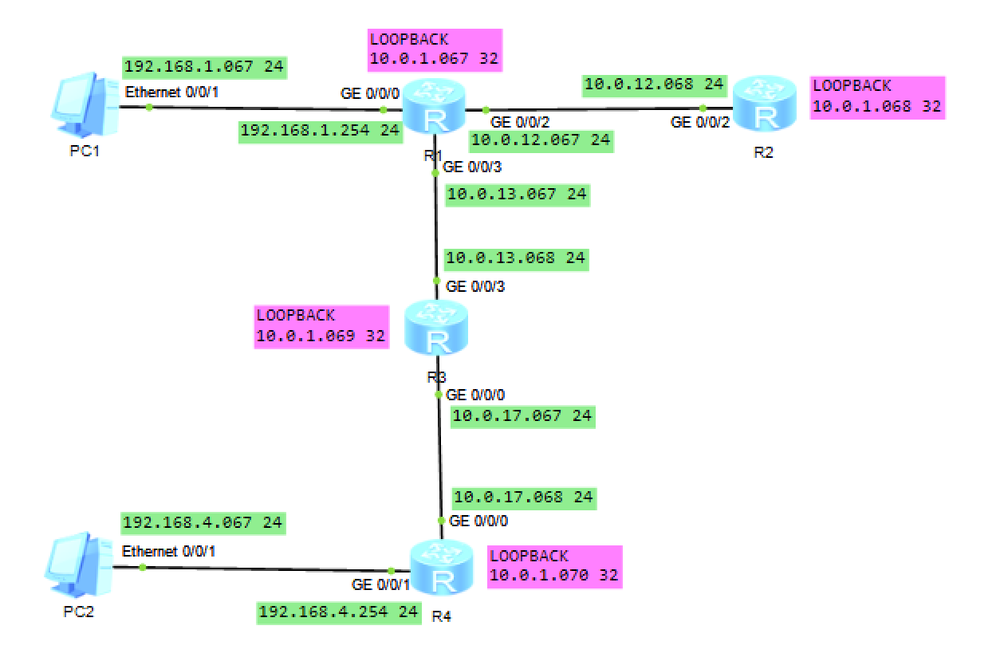 LOOPBACK
10.0.1.067 32
192.168.1.067 24
Ethernet 0/0/1
GE 0/0/0
192.168.1.254 24
PC1
R
R1
GE 0/0/2
10.0.12.067 24
10.0.12.068 24
GE 0/0/2
R
R2
LOOPBACK
10.0.1.068 32
GE 0/0/3
10.0.13.067 24
10.0.13.068 24
GE 0/0/3
LOOPBACK
10.0.1.069 32
R
R3
GE 0/0/0
10.0.17.067 24
10.0.17.068 24
GE 0/0/0
192.168.4.067 24
Ethernet 0/0/1
PC2
GE 0/0/1
192.168.4.254 24
R
R4
LOOPBACK
10.0.1.070 32